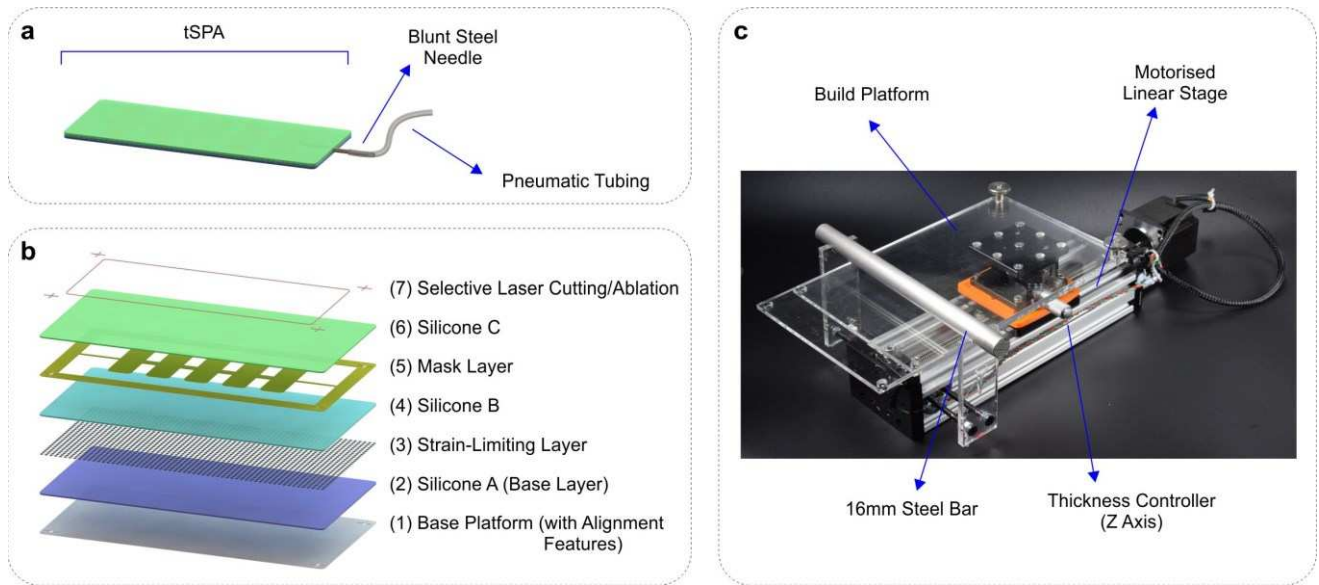 a
tSPA
Blunt Steel
Needle
Pneumatic Tubing
b
(7) Selective Laser Cutting/Ablation
(6) Silicone C
(5) Mask Layer
(4) Silicone B
(3) Strain-Limiting Layer
(2) Silicone A (Base Layer)
(1) Base Platform (with Alignment
Features)
c
Build Platform
Motorised
Linear Stage
16mm Steel Bar
Thickness Controller
(Z Axis)